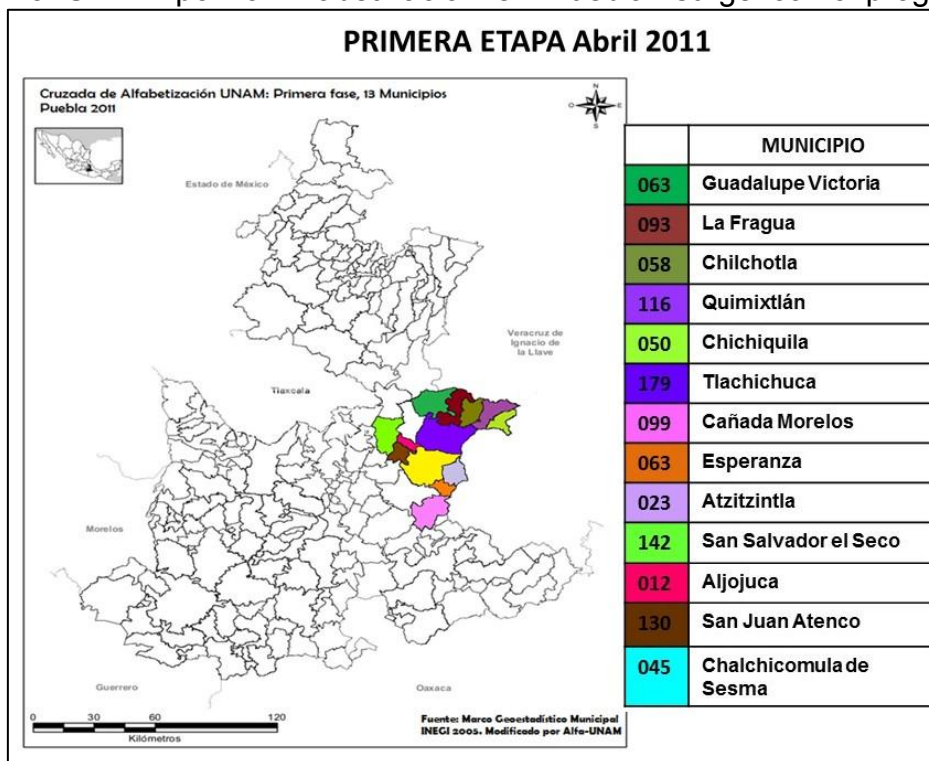 PRIMERA ETAPA Abril 2011
Cruzada de Alfabetización UNAM: Primera fase, 13 Municipios
Puebla 2011
N
O E
S
Estado de México
Veracruz de
Ignacio de
la Llave
Tlaxcala
Morelos
Guerrero
Oaxaca
0 30 60 120
Kilómetros
Fuente: Marco Geoestadístico Municipal
INEGI 2005. Modificado por Alfa-UNAM
MUNICIPIO
063 Guadalupe Victoria
093 La Fragua
058 Chilchotla
116 Quimixtlán
050 Chichiquila
179 Tlachichuca
099 Cañada Morelos
063 Esperanza
023 Atzitzintla
142 San Salvador el Seco
012 Aljojuca
130 San Juan Atenco
045 Chalchicomula de
Sesma